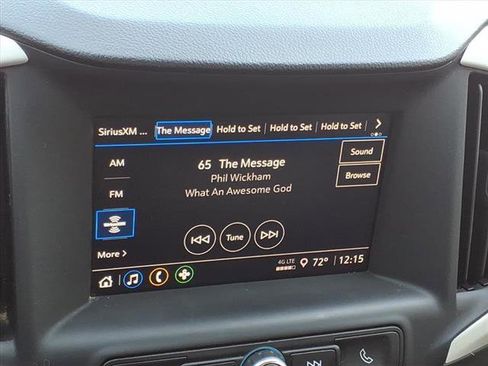 SiriusXM ... The Message Hold to Set Hold to Set Hold to Set >
AM
65 The Message
Sound
Phil Wickham
Browse
FM
What An Awesome God
Tune
More >
4G LTE 72° 12:15